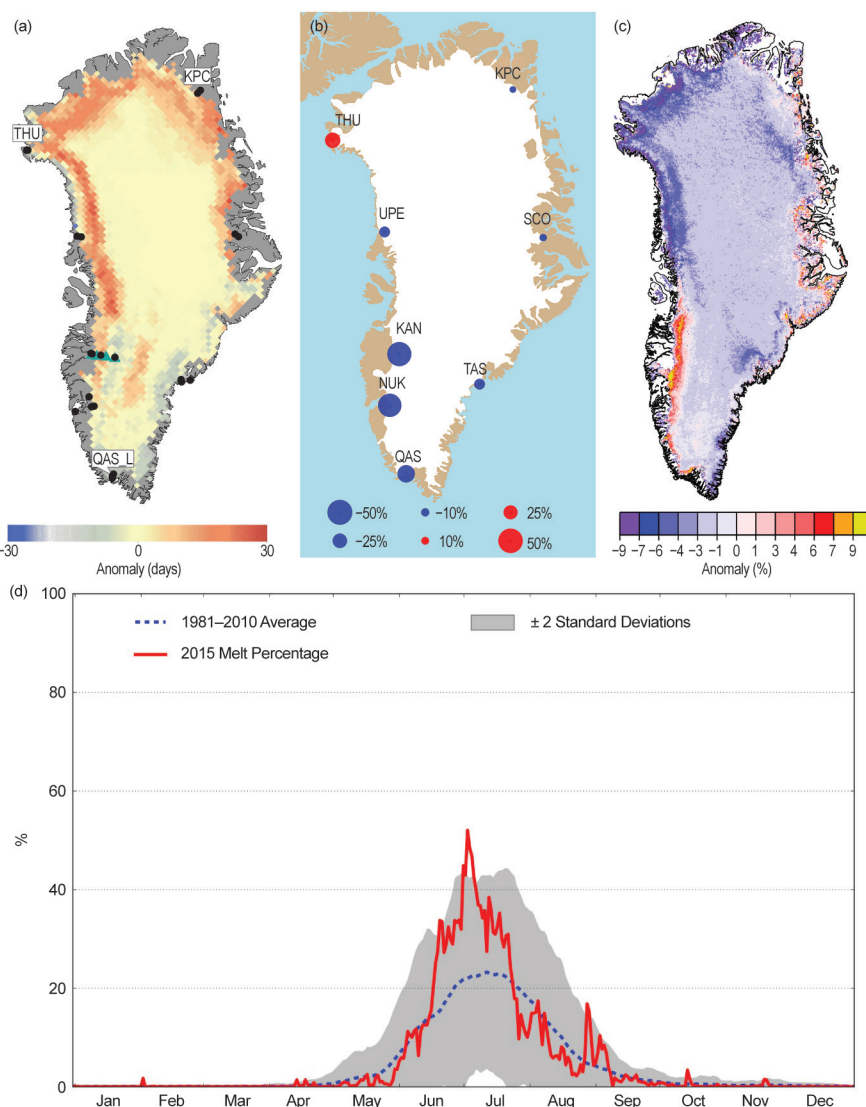 (a)
KPC
THU
QAS_L
−30 0 30
Anomaly (days)
(b)
KPC
THU
UPE
SCO
KAN
TAS
NUK
QAS
−50% −10% 25%
−25% 10% 50%
(c)
−9 −7 −6 −4 −3 −1 0 1 3 4 6 7 9
Anomaly (%)
(d)
100
80
60
40
20
0
%
1981–2010 Average
2015 Melt Percentage
± 2 Standard Deviations
Jan Feb Mar Apr May Jun Jul Aug Sep Oct Nov Dec